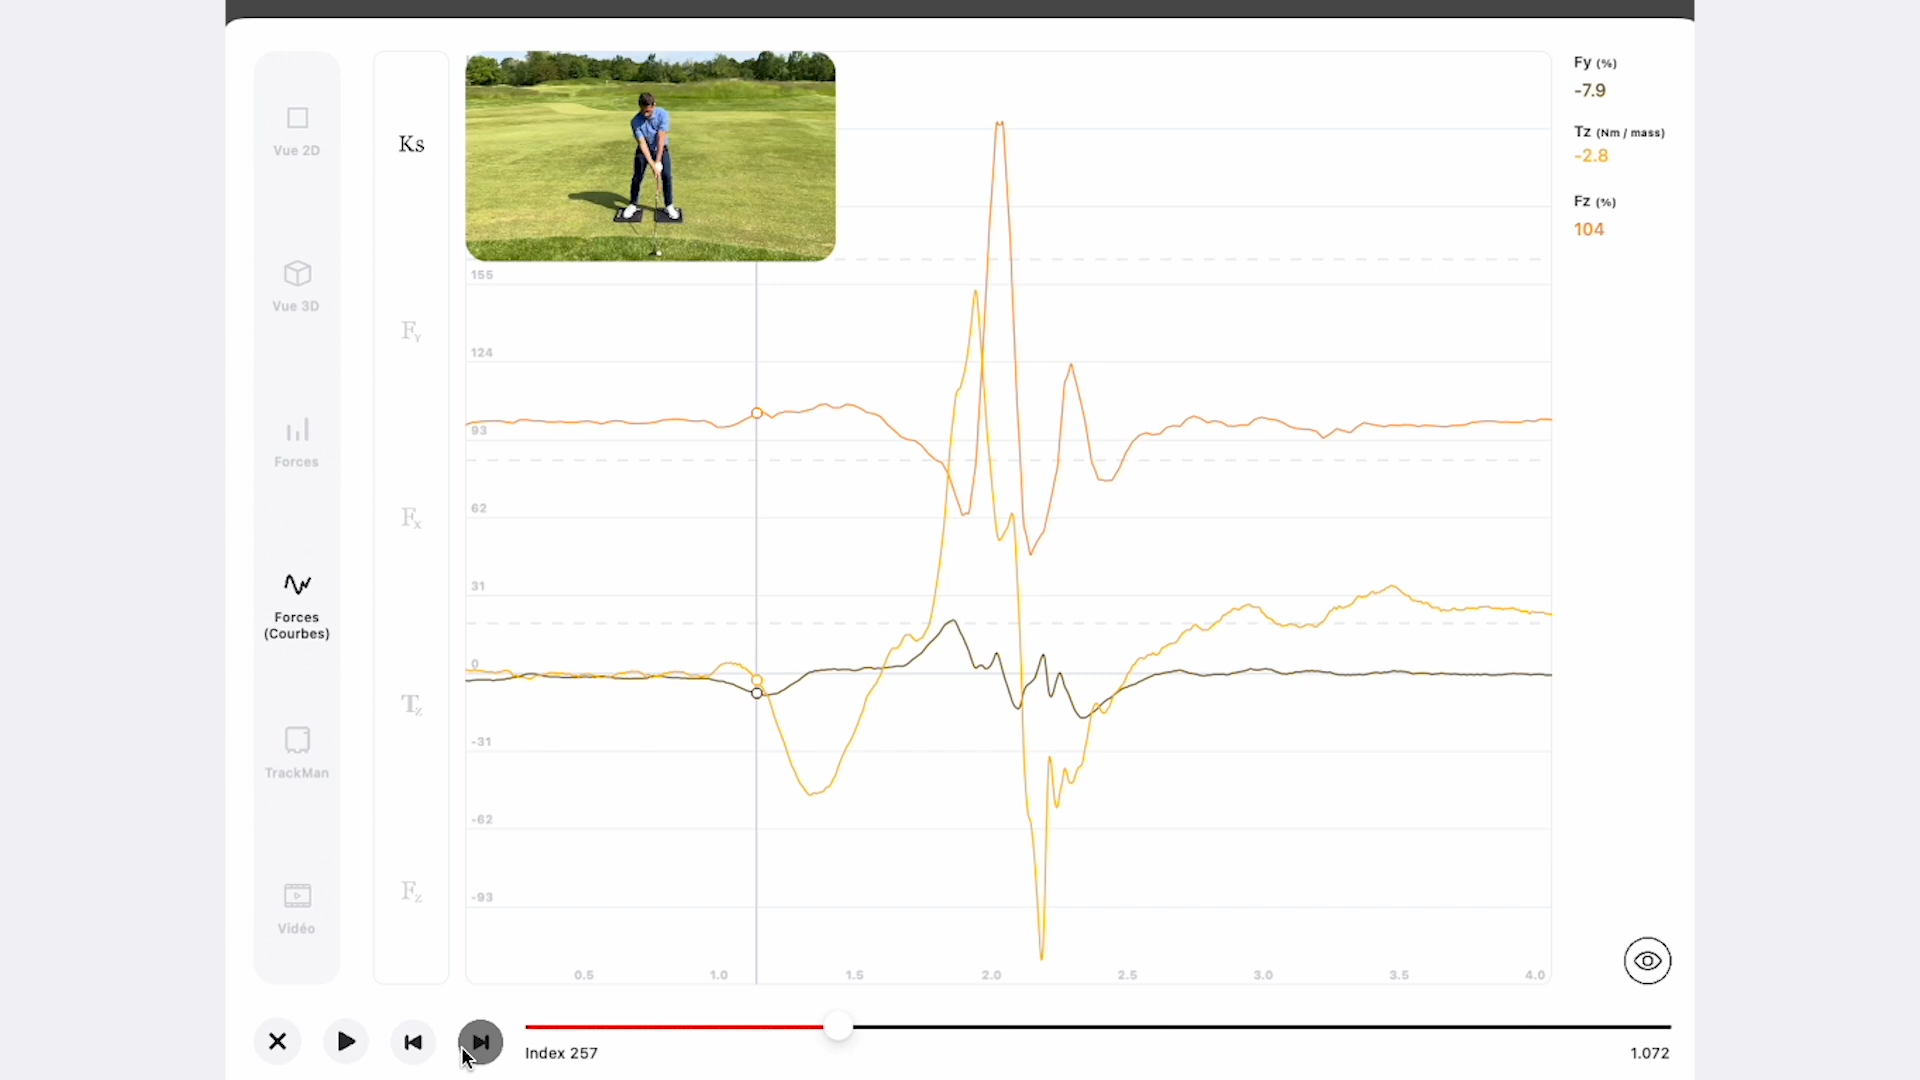 Vue 2D
Vue 3D
Forces
Forces
(Courbes)
TrackMan
Vidéo
Ks
Fy
Fx
Tz
Fz
155
124
93
62
31
0
-31
-62
-93
0.5 1.0 1.5 2.0 2.5 3.0 3.5 4.0
Fy (%)
-7.9
Tz (Nm / mass)
-2.8
Fz (%)
104
Index 257
1.072